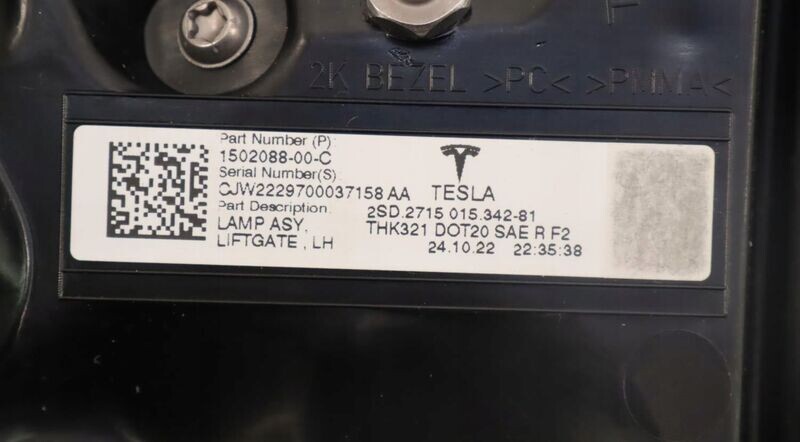 2K BEZEL >PC< >PMMA<
Part Number (P)
1502088-00-C
Serial Number(S)
CJW2229700037158 AA
Part Description:
LAMP ASY,
LIFTGATE , LH
TESLA
2SD.2715 015.342-81
THK321 DOT20 SAE R F2
24.10.22 22:35:38